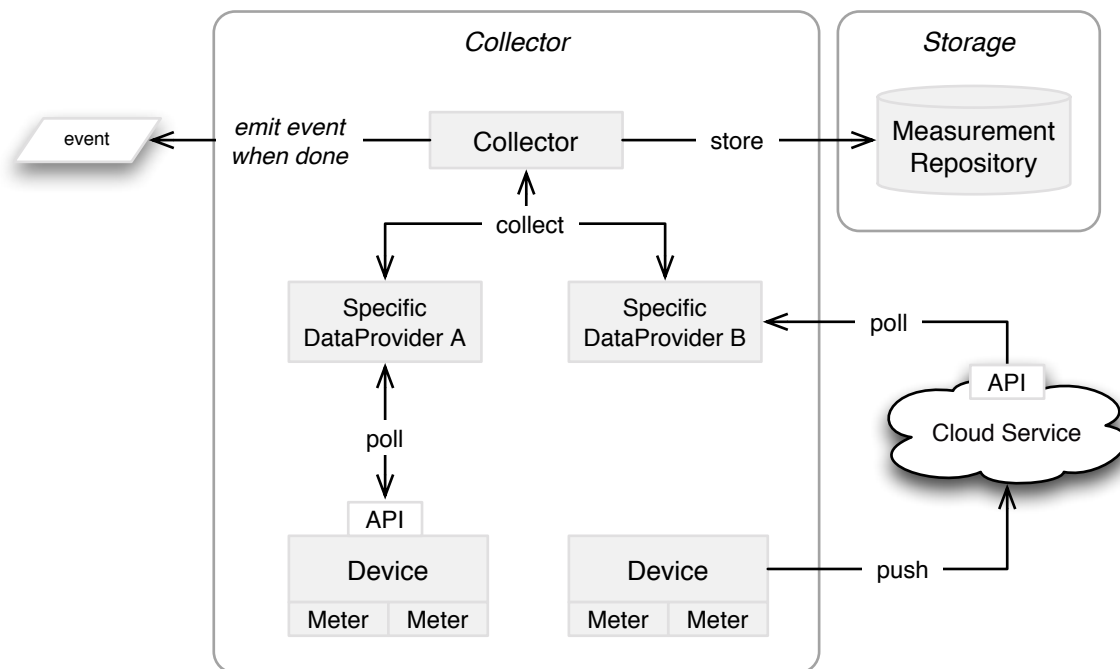 Collector
Storage
event
emit event
when done
Collector
store
Measurement
Repository
collect
Specific
DataProvider A
Specific
DataProvider B
poll
API
Cloud Service
poll
API
Device
Meter Meter
Device
Meter Meter
push